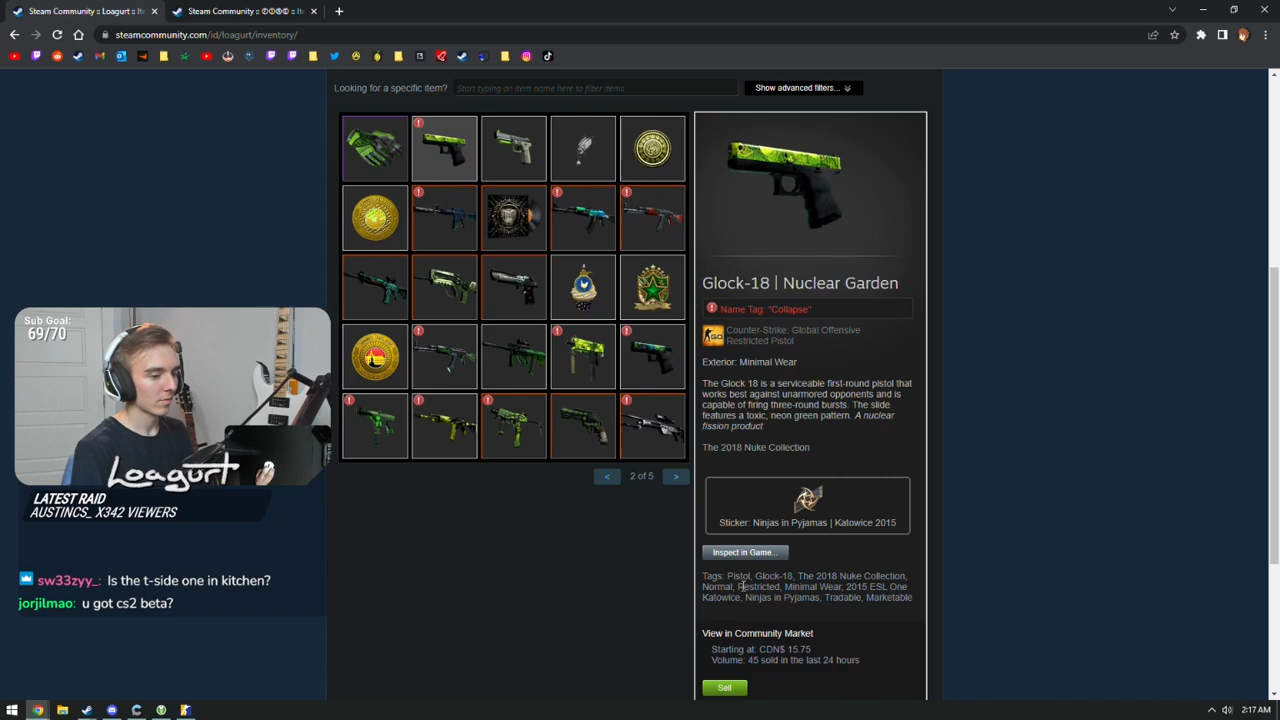 Steam Community :: Loagurt :: Ite
Steam Community :: ©©®® :: Ite
steamcommunity.com/id/loagurt/inventory/
Looking for a specific item?
Start typing an item name here to filter items
Show advanced filters...
Glock-18 | Nuclear Garden
Name Tag: "Collapse"
Counter-Strike: Global Offensive
Restricted Pistol
Exterior: Minimal Wear
The Glock 18 is a serviceable first-round pistol that
works best against unarmored opponents and is
capable of firing three-round bursts. The slide
features a toxic, neon green pattern. A nuclear
fission product
The 2018 Nuke Collection
Sticker: Ninjas in Pyjamas | Katowice 2015
Inspect in Game...
Tags: Pistol, Glock-18, The 2018 Nuke Collection,
Normal, Restricted, Minimal Wear, 2015 ESL One
Katowice, Ninjas in Pyjamas, Tradable, Marketable
View in Community Market
Starting at: CDN$ 15.75
Volume: 45 sold in the last 24 hours
Sell
< 2 of 5 >
Sub Goal:
69/70
Loagurt
LATEST RAID
AUSTINCS_ X342 VIEWERS
sw33zyy_: Is the t-side one in kitchen?
jorjilmao: u got cs2 beta?
2:17 AM